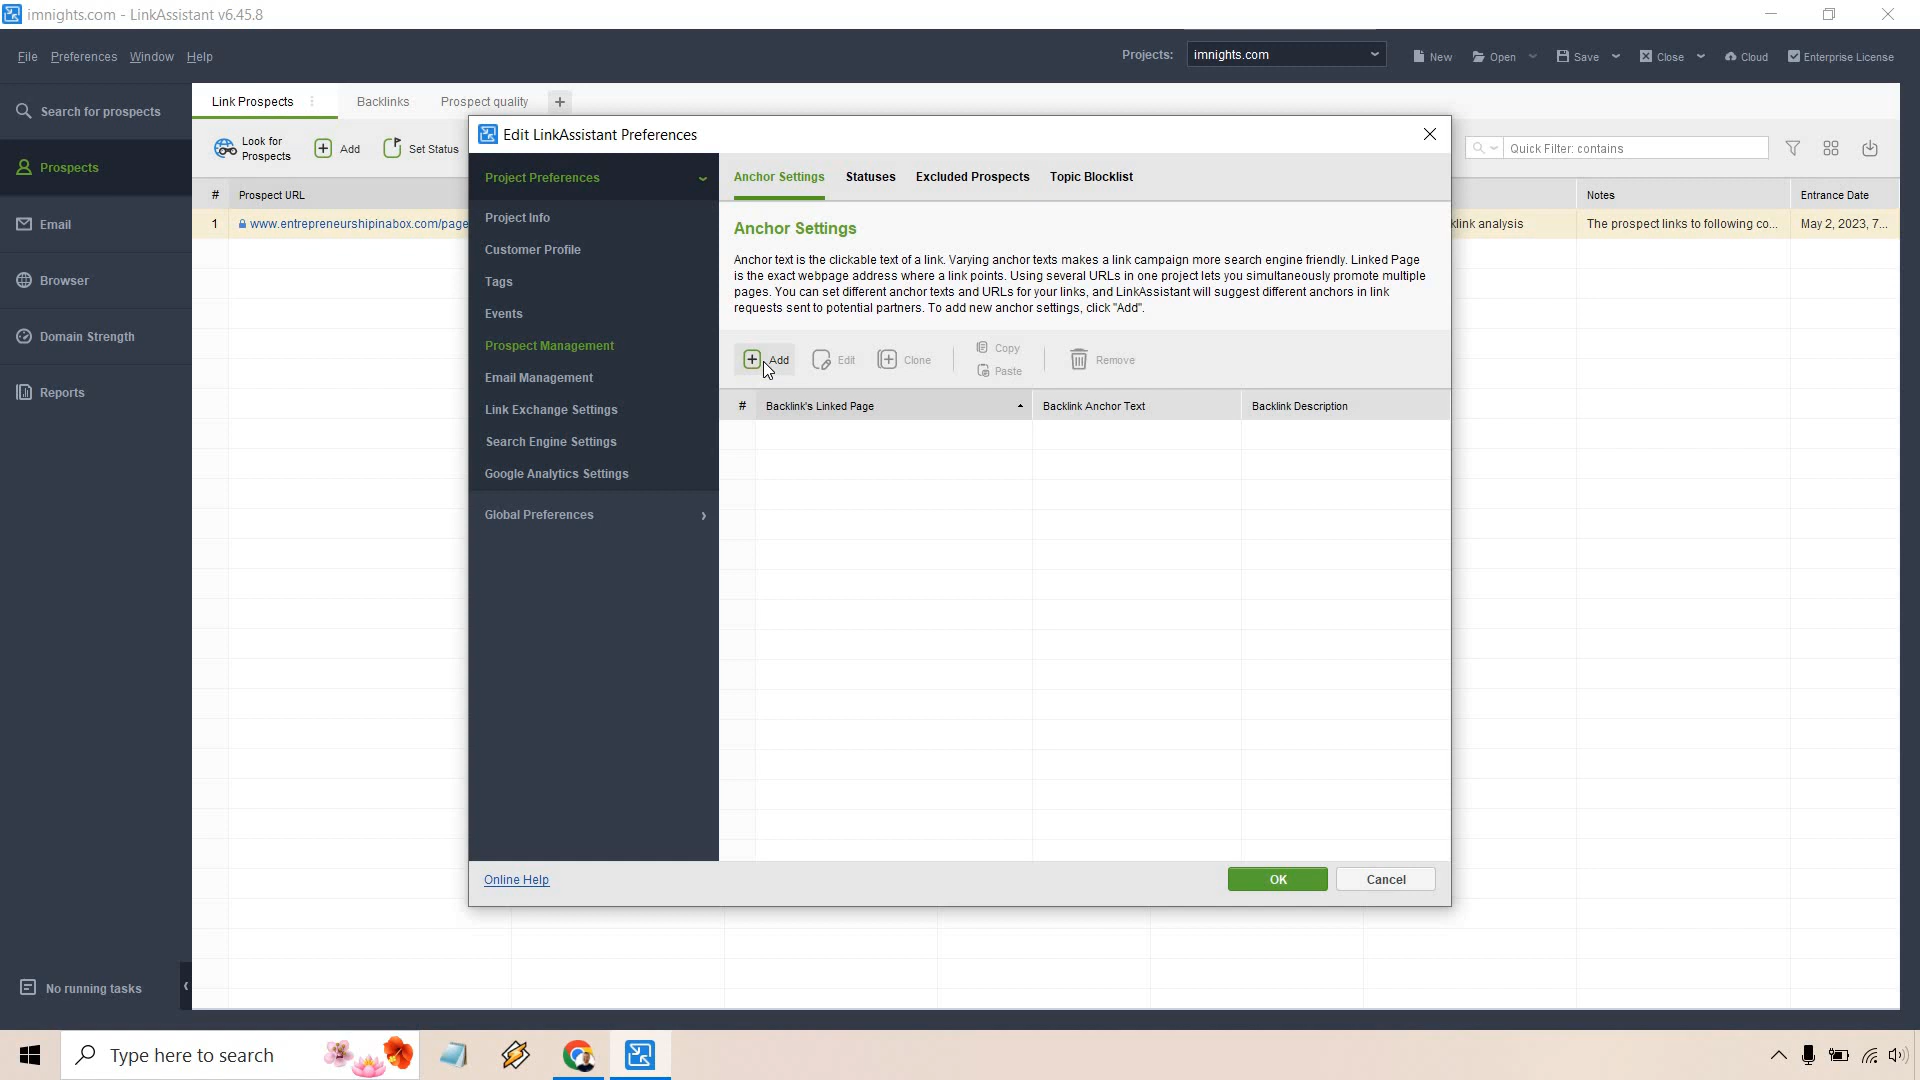 imnights.com - LinkAssistant v6.45.8
File Preferences Window Help
Projects: imnights.com New Open Save Close Cloud Enterprise License
Search for prospects
Prospects
Email
Browser
Domain Strength
Reports
No running tasks
Link Prospects Backlinks Prospect quality
Look for Prospects Add Set Status
Quick Filter: contains
# Prospect URL Notes Entrance Date
1 www.entrepreneurshipinabox.com/page klink analysis The prospect links to following co... May 2, 2023, 7...
Edit LinkAssistant Preferences
Project Preferences
Project Info
Customer Profile
Tags
Events
Prospect Management
Email Management
Link Exchange Settings
Search Engine Settings
Google Analytics Settings
Global Preferences
Anchor Settings Statuses Excluded Prospects Topic Blocklist
Anchor Settings
Anchor text is the clickable text of a link. Varying anchor texts makes a link campaign more search engine friendly. Linked Page
is the exact webpage address where a link points. Using several URLs in one project lets you simultaneously promote multiple
pages. You can set different anchor texts and URLs for your links, and LinkAssistant will suggest different anchors in link
requests sent to potential partners. To add new anchor settings, click "Add".
Add Edit Clone Copy Paste Remove
# Backlink's Linked Page Backlink Anchor Text Backlink Description
Online Help OK Cancel
Type here to search